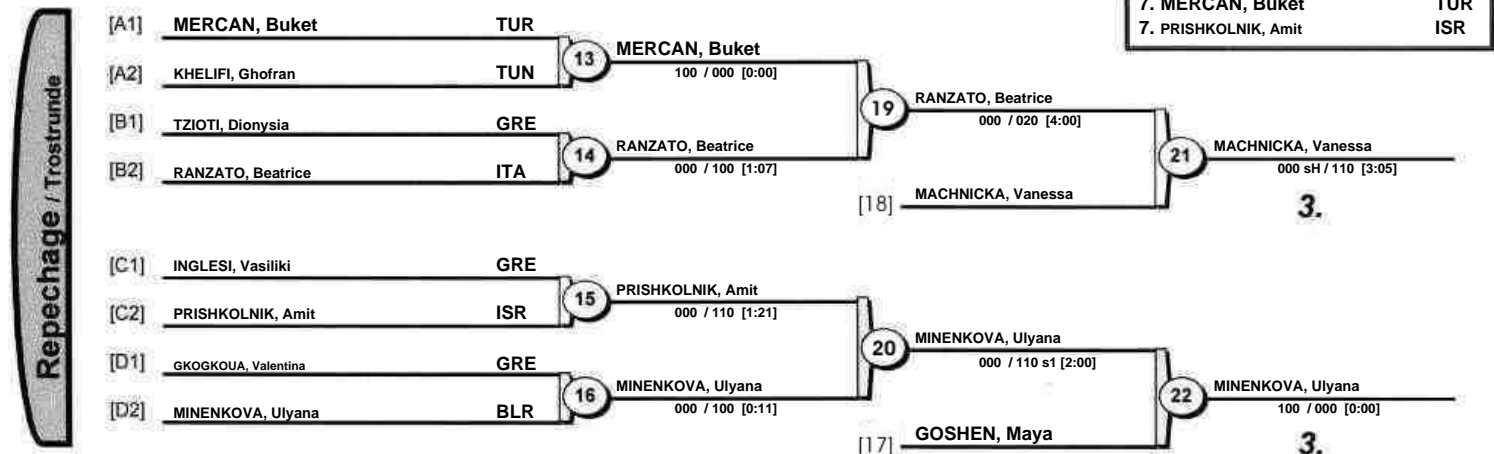 7. MERCAN, Buket TUR
7. PRISHKOLNIK, Amit ISR
Repechage / Trostrunde
[A1] MERCAN, Buket TUR
13 MERCAN, Buket
100 / 000 [0:00]
[A2] KHELIFI, Ghofran TUN
19 RANZATO, Beatrice
000 / 020 [4:00]
[B1] TZIOTI, Dionysia GRE
14 RANZATO, Beatrice
000 / 100 [1:07]
21 MACHNICKA, Vanessa
000 sH / 110 [3:05]
[B2] RANZATO, Beatrice ITA
[18] MACHNICKA, Vanessa
3.
[C1] INGLESI, Vasiliki GRE
15 PRISHKOLNIK, Amit
000 / 110 [1:21]
[C2] PRISHKOLNIK, Amit ISR
20 MINENKOVA, Ulyana
000 / 110 s1 [2:00]
[D1] GKOGKOUA, Valentina GRE
16 MINENKOVA, Ulyana
000 / 100 [0:11]
22 MINENKOVA, Ulyana
100 / 000 [0:00]
[D2] MINENKOVA, Ulyana BLR
[17] GOSHEN, Maya
3.